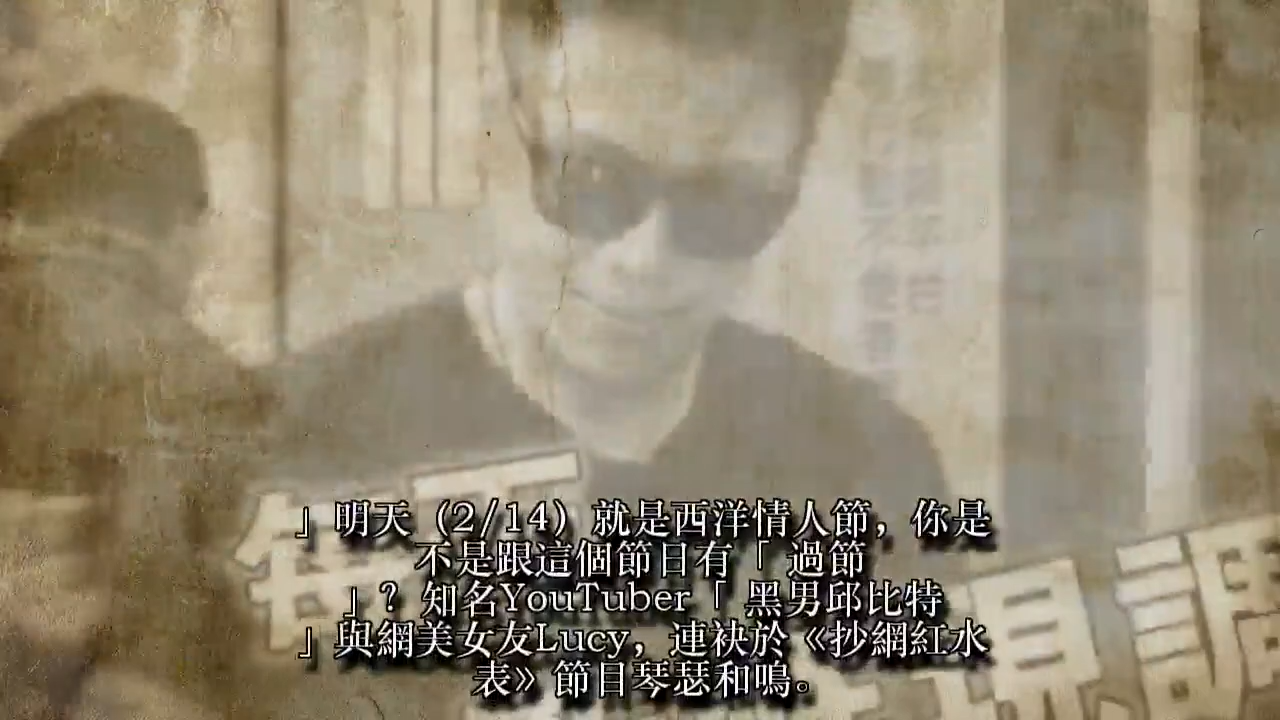 」明天（2/14）就是西洋情人節，你是
不是跟這個節日有「 過節
」？ 知名YouTuber「 黑男邱比特
」與網美女友Lucy，連袂於《抄網紅水
表》節目琴瑟和鳴。